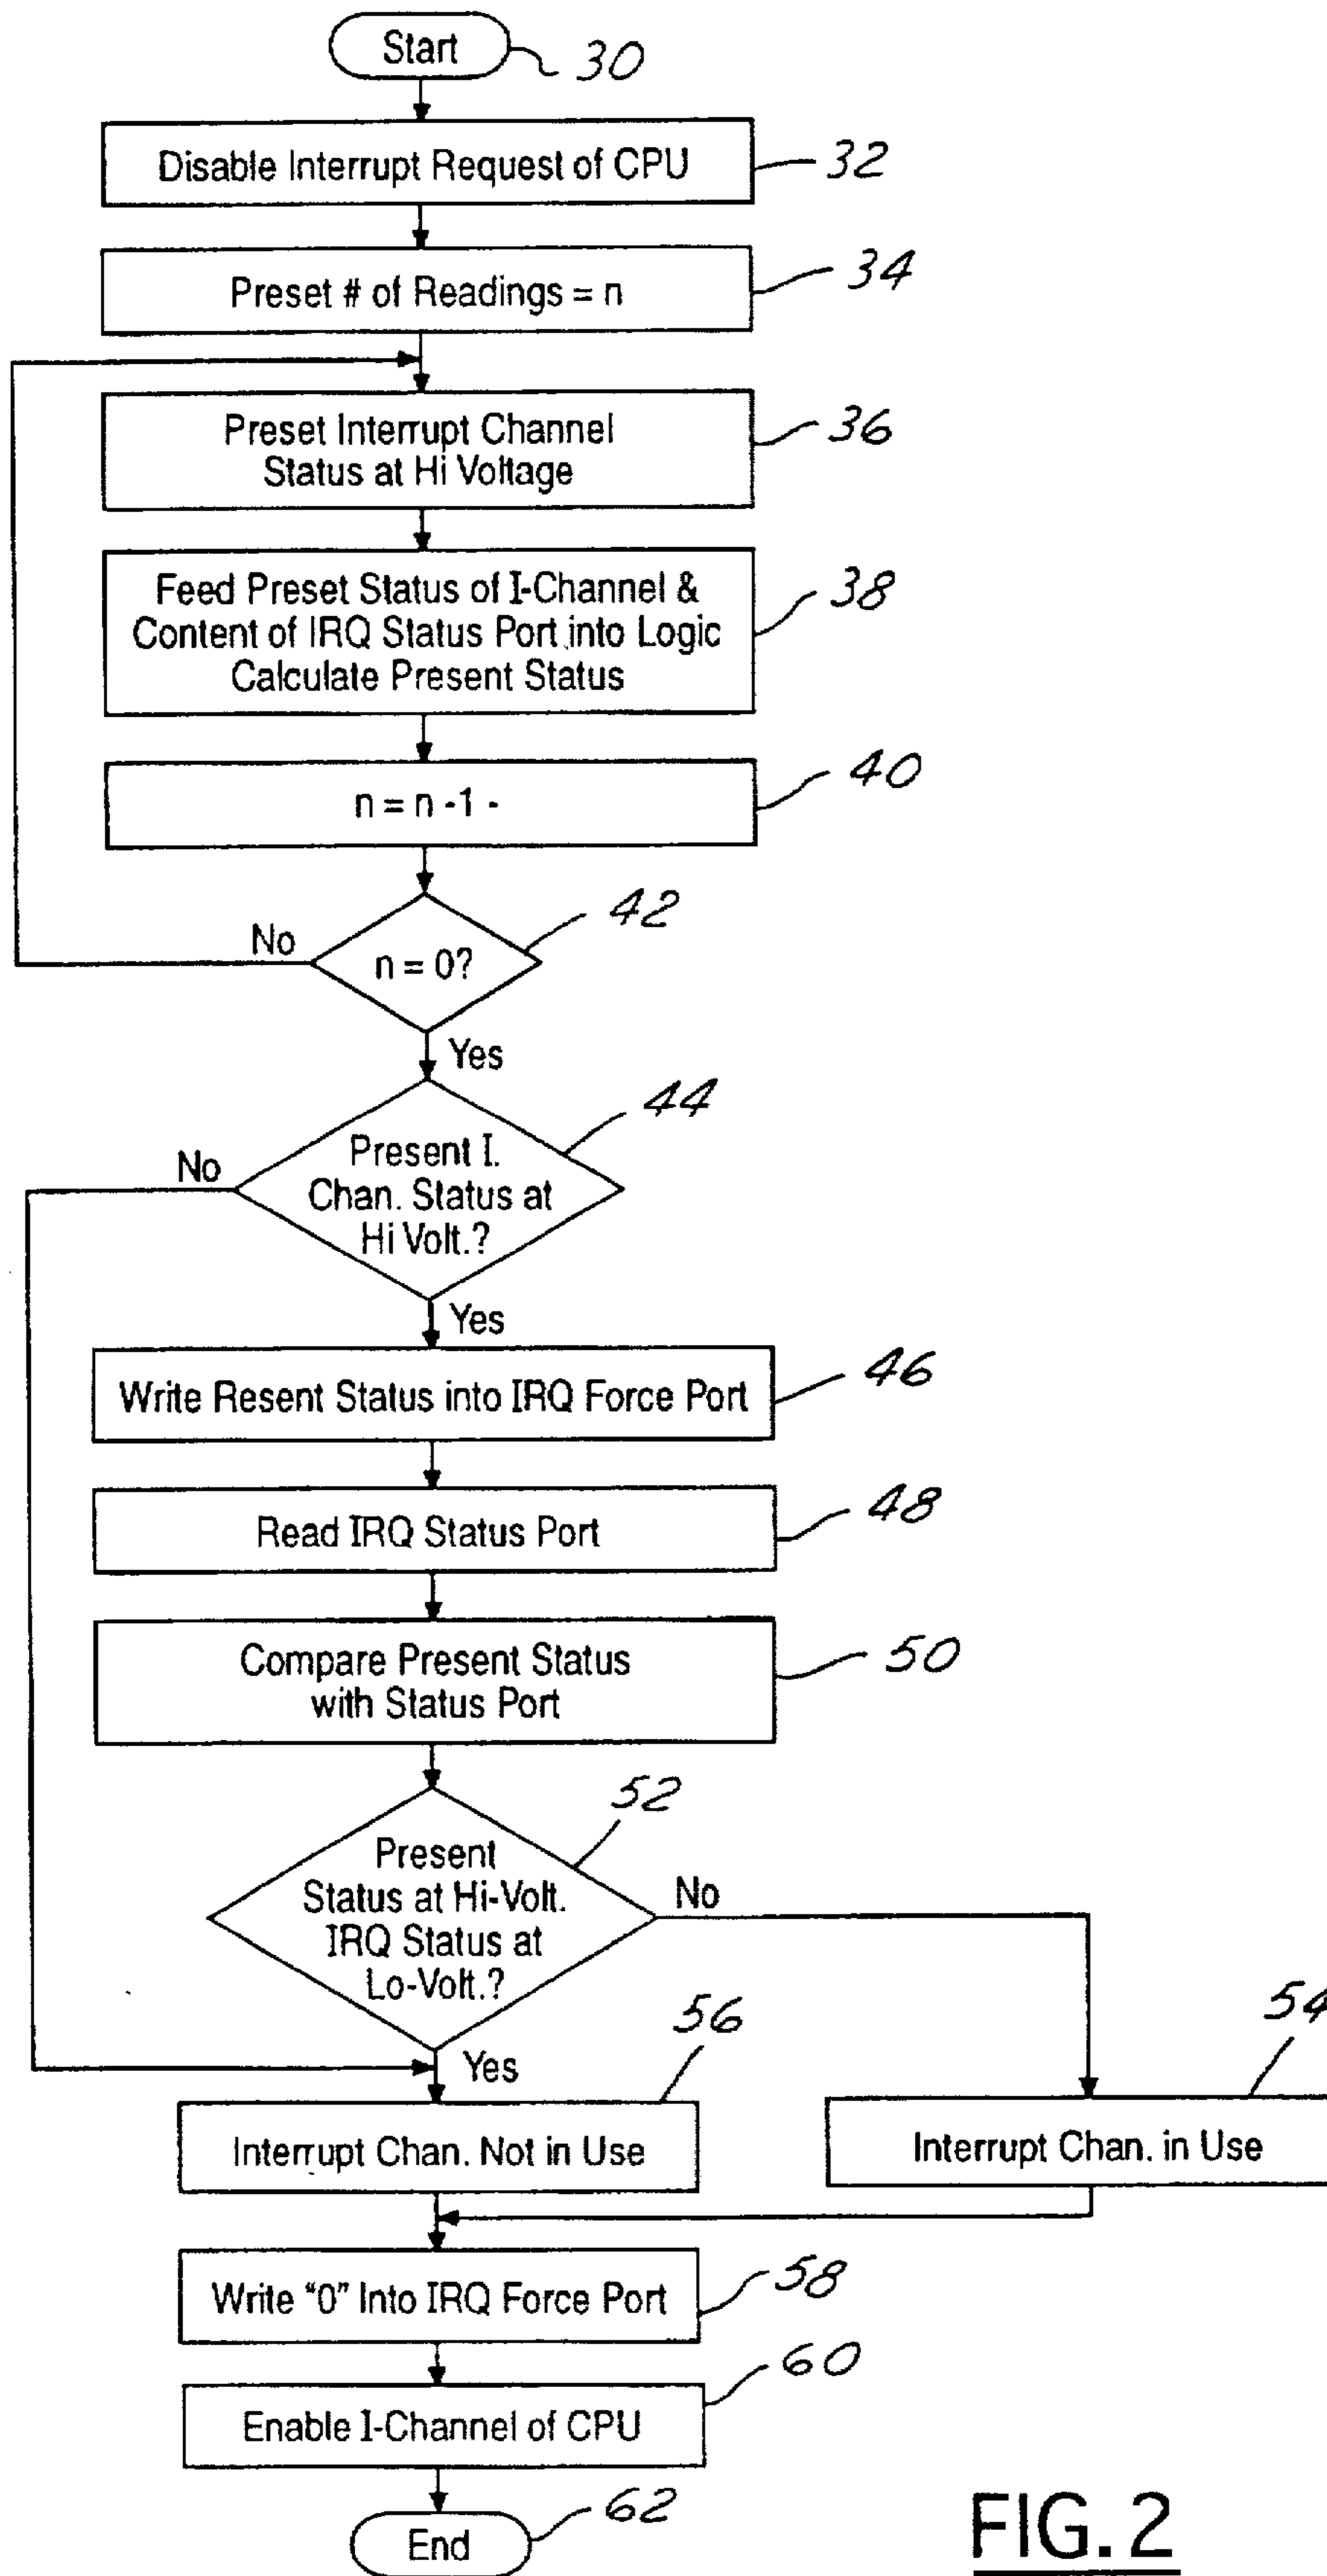 Start
30
Disable Interrupt Request of CPU
32
Preset # of Readings = n
34
Preset Interrupt Channel
Status at Hi Voltage
36
Feed Preset Status of I-Channel &
Content of IRQ Status Port into Logic
Calculate Present Status
38
n = n -1 -
40
n = 0?
42
No
Yes
Present I.
Chan. Status at
Hi Volt.?
44
No
Yes
Write Resent Status into IRQ Force Port
46
Read IRQ Status Port
48
Compare Present Status
with Status Port
50
Present
Status at Hi-Volt.
IRQ Status at
Lo-Volt.?
52
No
Yes
Interrupt Chan. Not in Use
56
Interrupt Chan. in Use
54
Write "0" Into IRQ Force Port
58
Enable I-Channel of CPU
60
End
62
FIG. 2